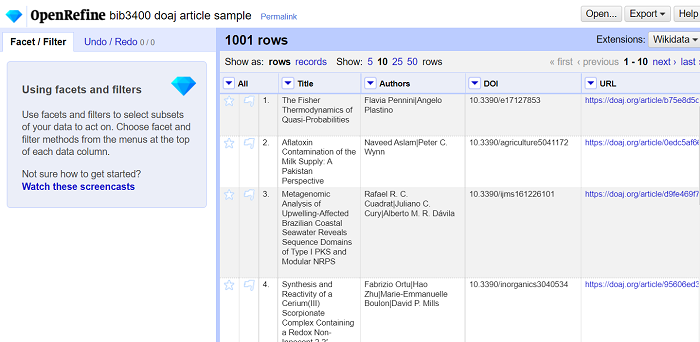 OpenRefine bib3400 doaj article sample Permalink Open... Export Help
Facet / Filter Undo / Redo 0 / 0
1001 rows Extensions: Wikidata
Show as: rows records Show: 5 10 25 50 rows « first ‹ previous 1 - 10 next › last
All Title Authors DOI URL
Using facets and filters
Use facets and filters to select subsets
of your data to act on. Choose facet and
filter methods from the menus at the top
of each data column.
Not sure how to get started?
Watch these screencasts
1. The Fisher
Thermodynamics of
Quasi-Probabilities
Flavia Pennini|Angelo
Plastino
10.3390/e17127853
https://doaj.org/article/b75e8d5c
2. Aflatoxin
Contamination of the
Milk Supply: A
Pakistan
Perspective
Naveed Aslam|Peter C.
Wynn
10.3390/agriculture5041172
https://doaj.org/article/0edc5af6
3. Metagenomic
Analysis of
Upwelling-Affected
Brazilian Coastal
Seawater Reveals
Sequence Domains
of Type I PKS and
Modular NRPS
Rafael R. C.
Cuadrat|Juliano C.
Cury|Alberto M. R. Dávila
10.3390/ijms161226101
https://doaj.org/article/d9fe469f7
4. Synthesis and
Reactivity of a
Cerium(III)
Scorpionate
Complex Containing
a Redox Non-
Fabrizio Ortu|Hao
Zhu|Marie-Emmanuelle
Boulon|David P. Mills
10.3390/inorganics3040534
https://doaj.org/article/95606ed3